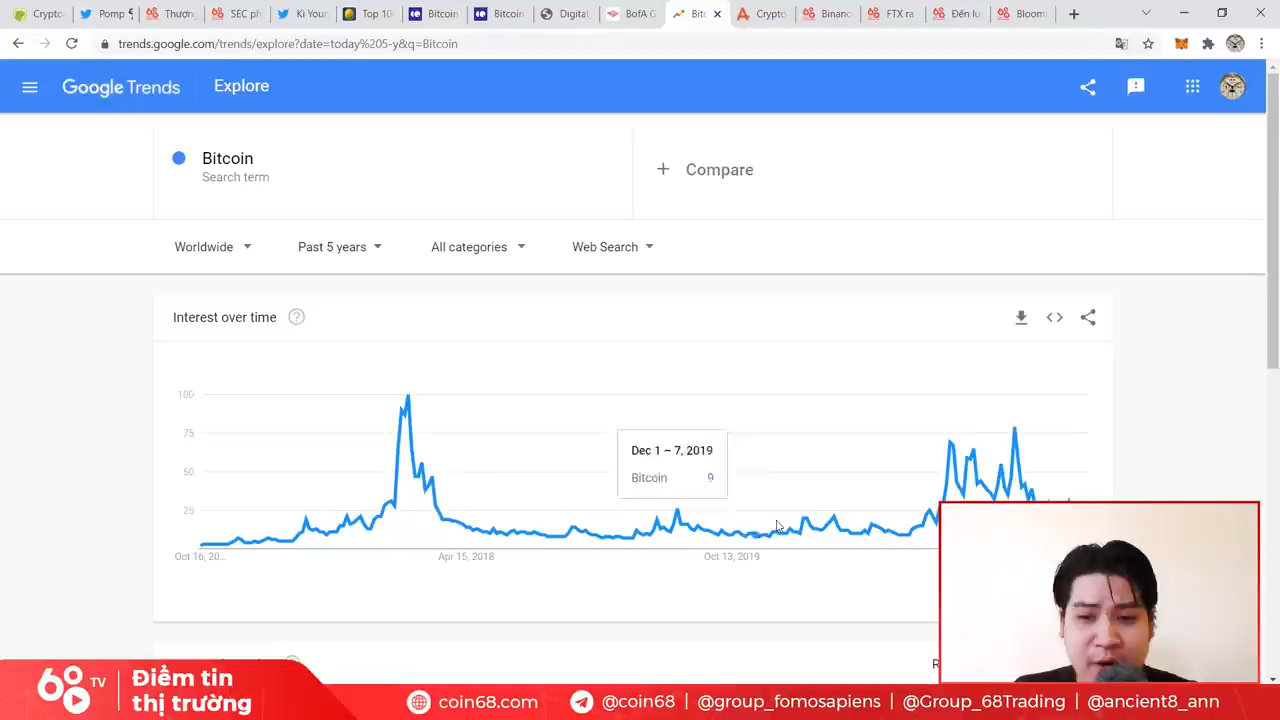 Crypto
Pomp
Thượng
SEC ph
Ki Youn
Top 10
Bitcoin
Bitcoin
Digital
BofA G
Bitc
Crypto
Binanc
FTX ra
Đến lu
Bloom
trends.google.com/trends/explore?date=today%205-y&q=Bitcoin
Google Trends
Explore
Bitcoin
Search term
+ Compare
Worldwide
Past 5 years
All categories
Web Search
Interest over time
100
75
50
25
Dec 1 – 7, 2019
Bitcoin 9
Oct 16, 20...
Apr 15, 2018
Oct 13, 2019
68 TV
Điểm tin
thị trường
coin68.com
@coin68 | @group_fomosapiens | @Group_68Trading | @ancient8_ann